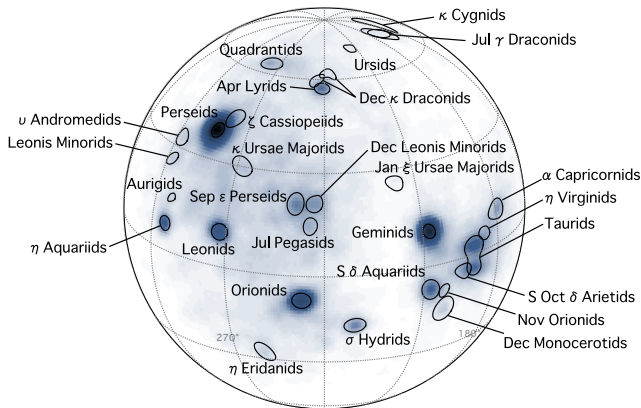 κ Cygnids
Jul γ Draconids
Quadrantids
Ursids
Apr Lyrids
Dec κ Draconids
Perseids
ζ Cassiopeiids
υ Andromedids
Leonis Minorids
κ Ursae Majorids
Dec Leonis Minorids
Jan ξ Ursae Majorids
α Capricornids
Aurigids
Sep ε Perseids
η Virginids
Taurids
η Aquariids
Leonids
Jul Pegasids
Geminids
S δ Aquariids
S Oct δ Arietids
Orionids
Nov Orionids
270°
σ Hydrids
180°
Dec Monocerotids
η Eridanids